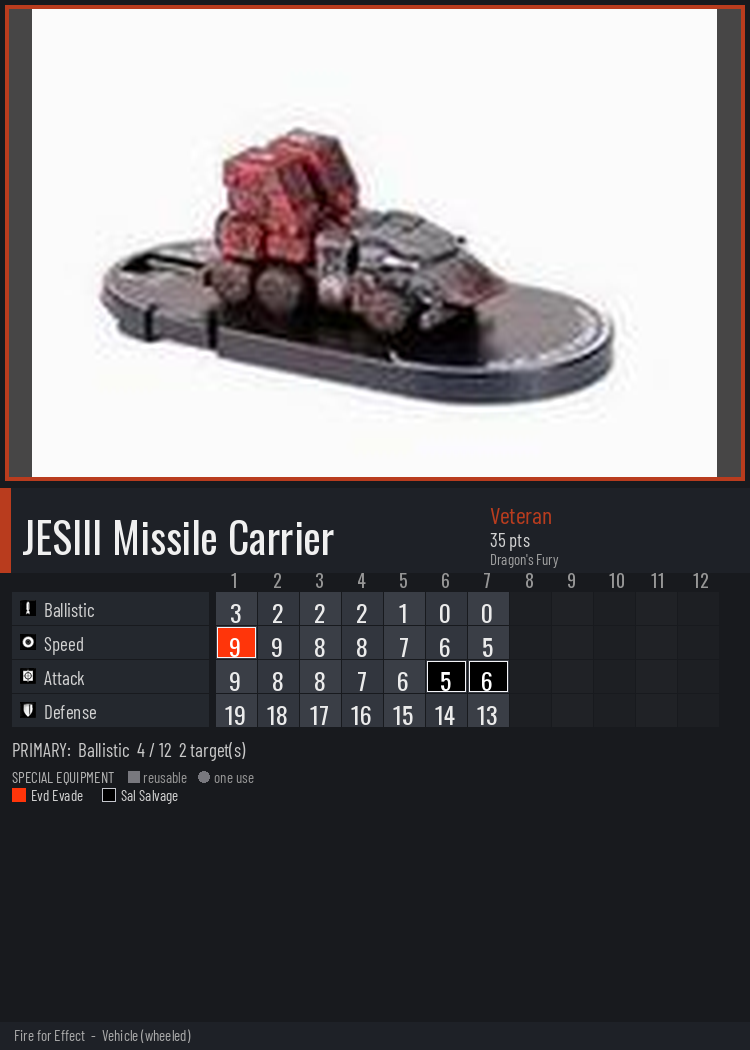 JESIII Missile Carrier
Veteran
35 pts
Dragon's Fury
1 2 3 4 5 6 7 8 9 10 11 12
Ballistic 3 2 2 2 1 0 0
Speed 9 9 8 8 7 6 5
Attack 9 8 8 7 6 5 6
Defense 19 18 17 16 15 14 13
PRIMARY: Ballistic 4 / 12 2 target(s)
SPECIAL EQUIPMENT reusable one use
Evd Evade Sal Salvage
Fire for Effect - Vehicle (wheeled)